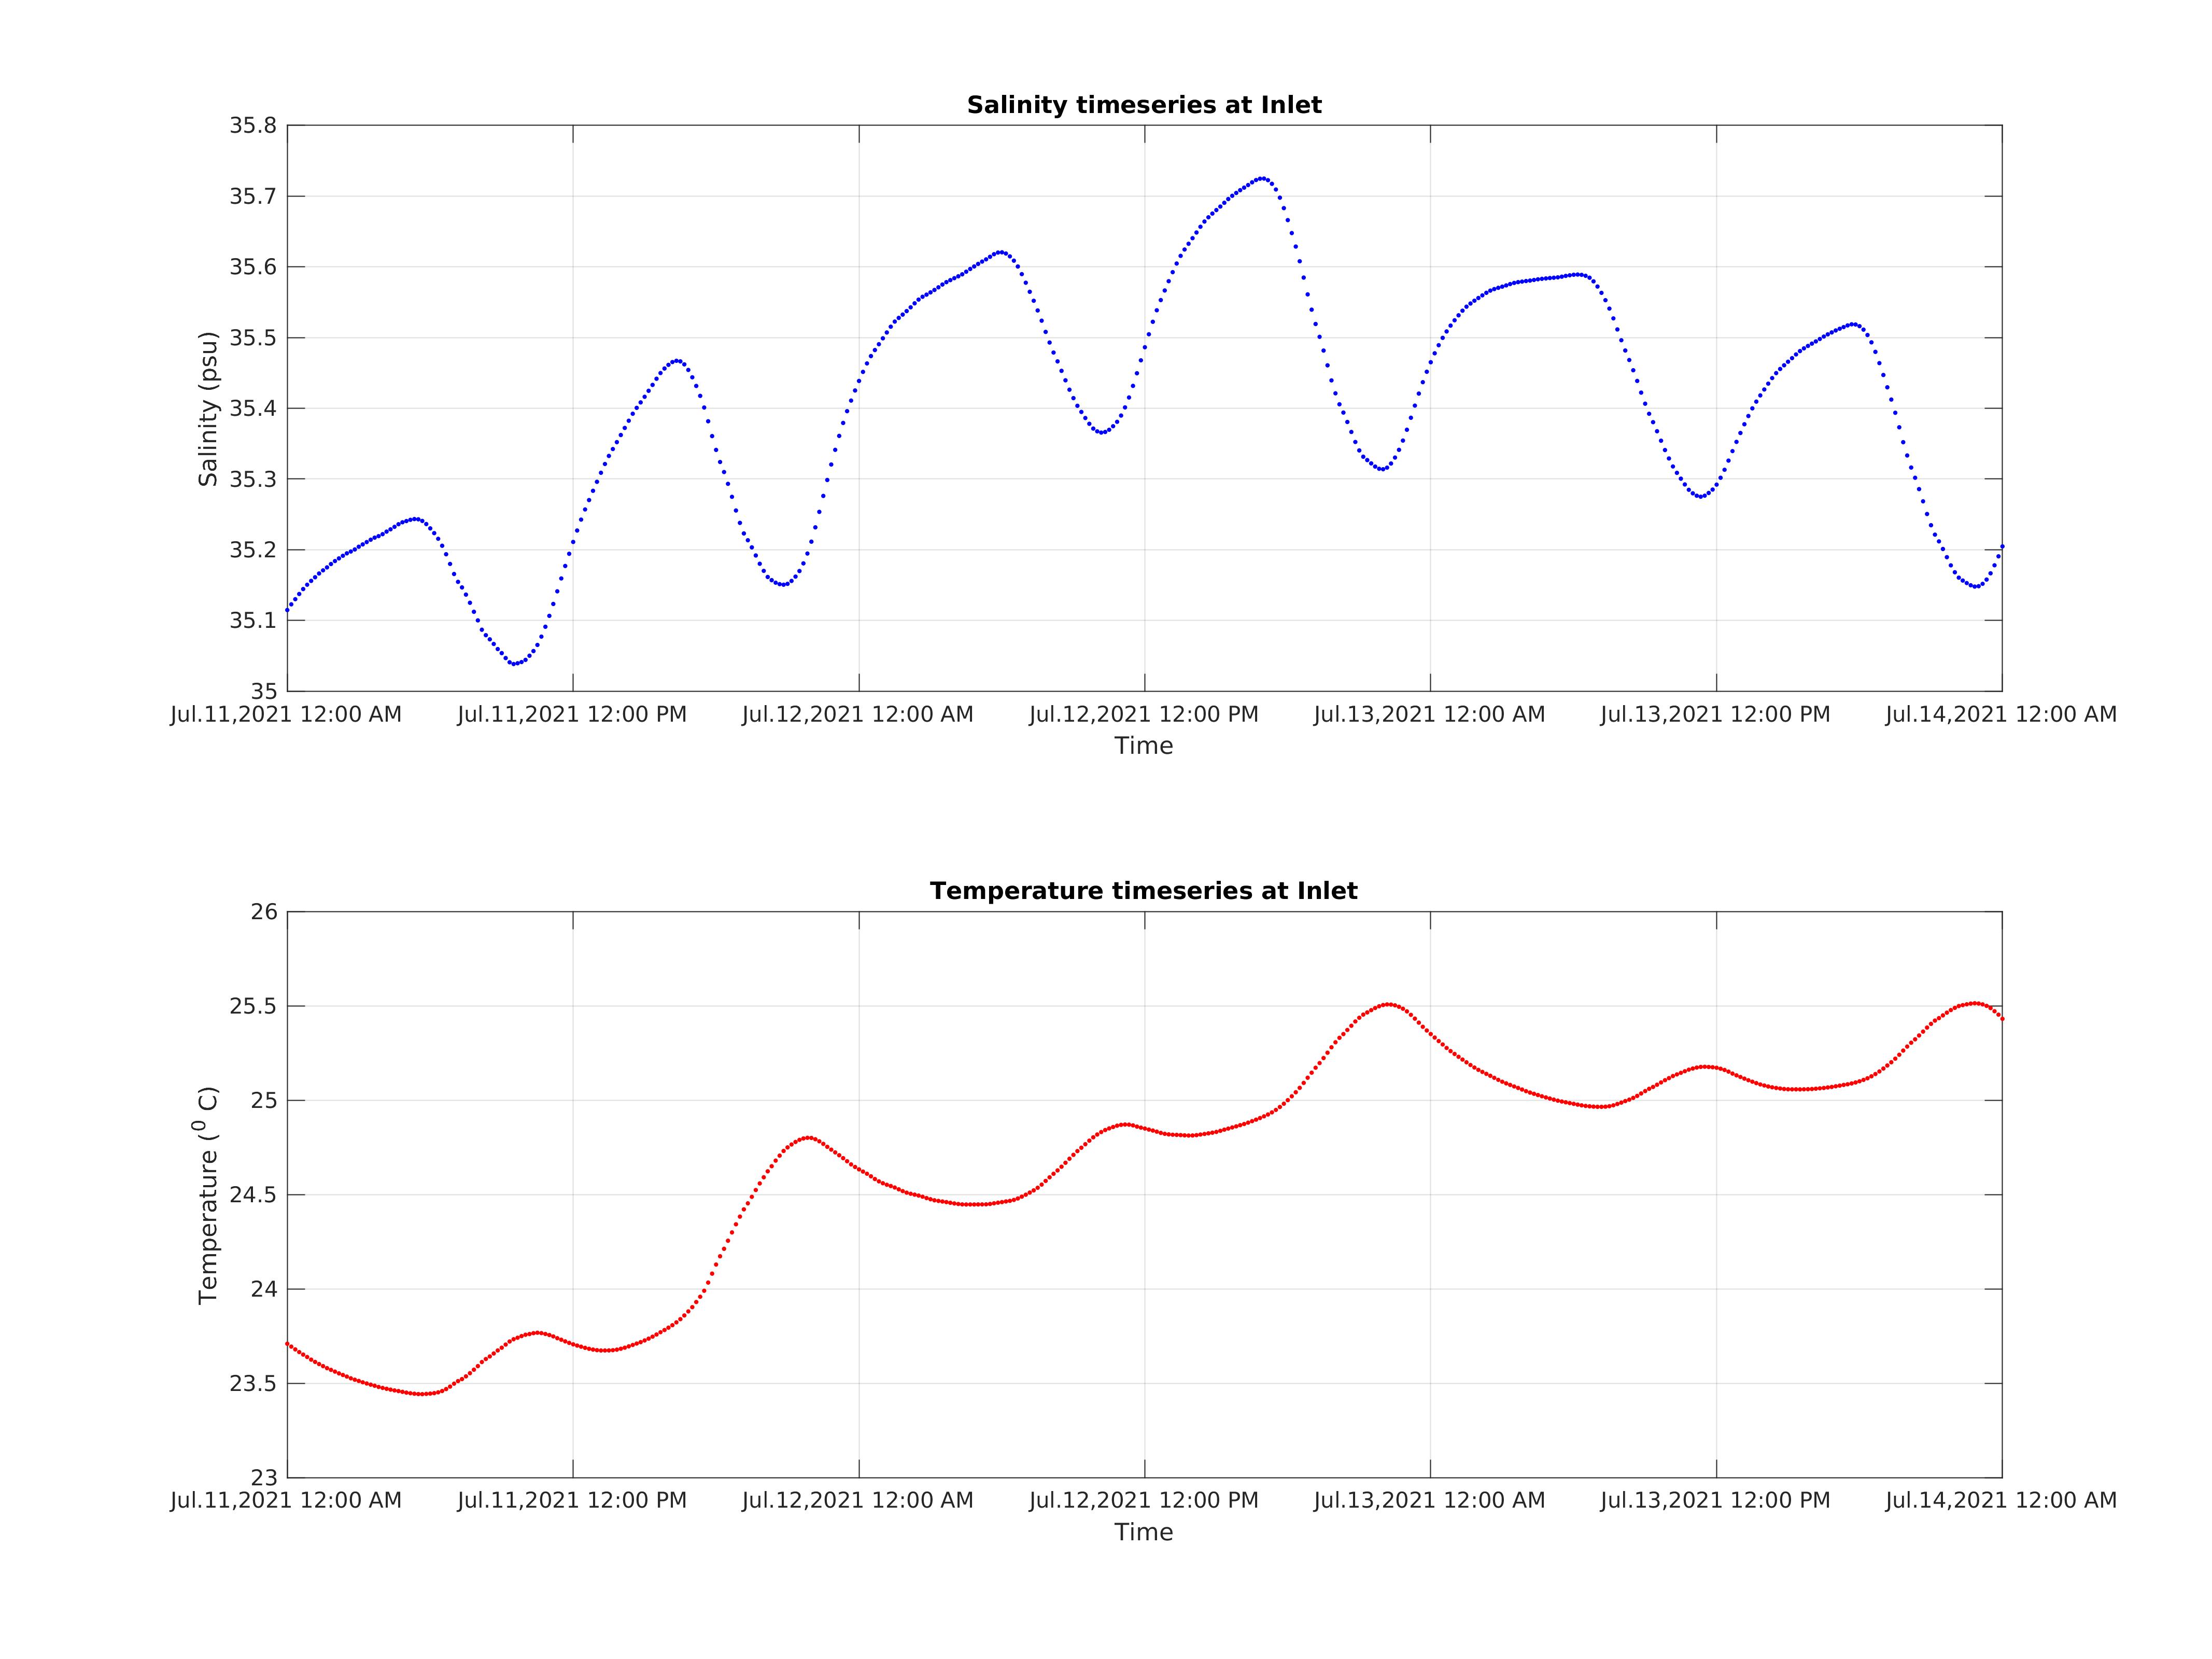 Salinity timeseries at Inlet
35.8
35.7
35.6
35.5
35.4
35.3
35.2
35.1
35
Salinity (psu)
Jul.11,2021 12:00 AM Jul.11,2021 12:00 PM Jul.12,2021 12:00 AM Jul.12,2021 12:00 PM Jul.13,2021 12:00 AM Jul.13,2021 12:00 PM Jul.14,2021 12:00 AM
Time
Temperature timeseries at Inlet
26
25.5
25
24.5
24
23.5
23
Temperature (⁰ C)
Jul.11,2021 12:00 AM Jul.11,2021 12:00 PM Jul.12,2021 12:00 AM Jul.12,2021 12:00 PM Jul.13,2021 12:00 AM Jul.13,2021 12:00 PM Jul.14,2021 12:00 AM
Time